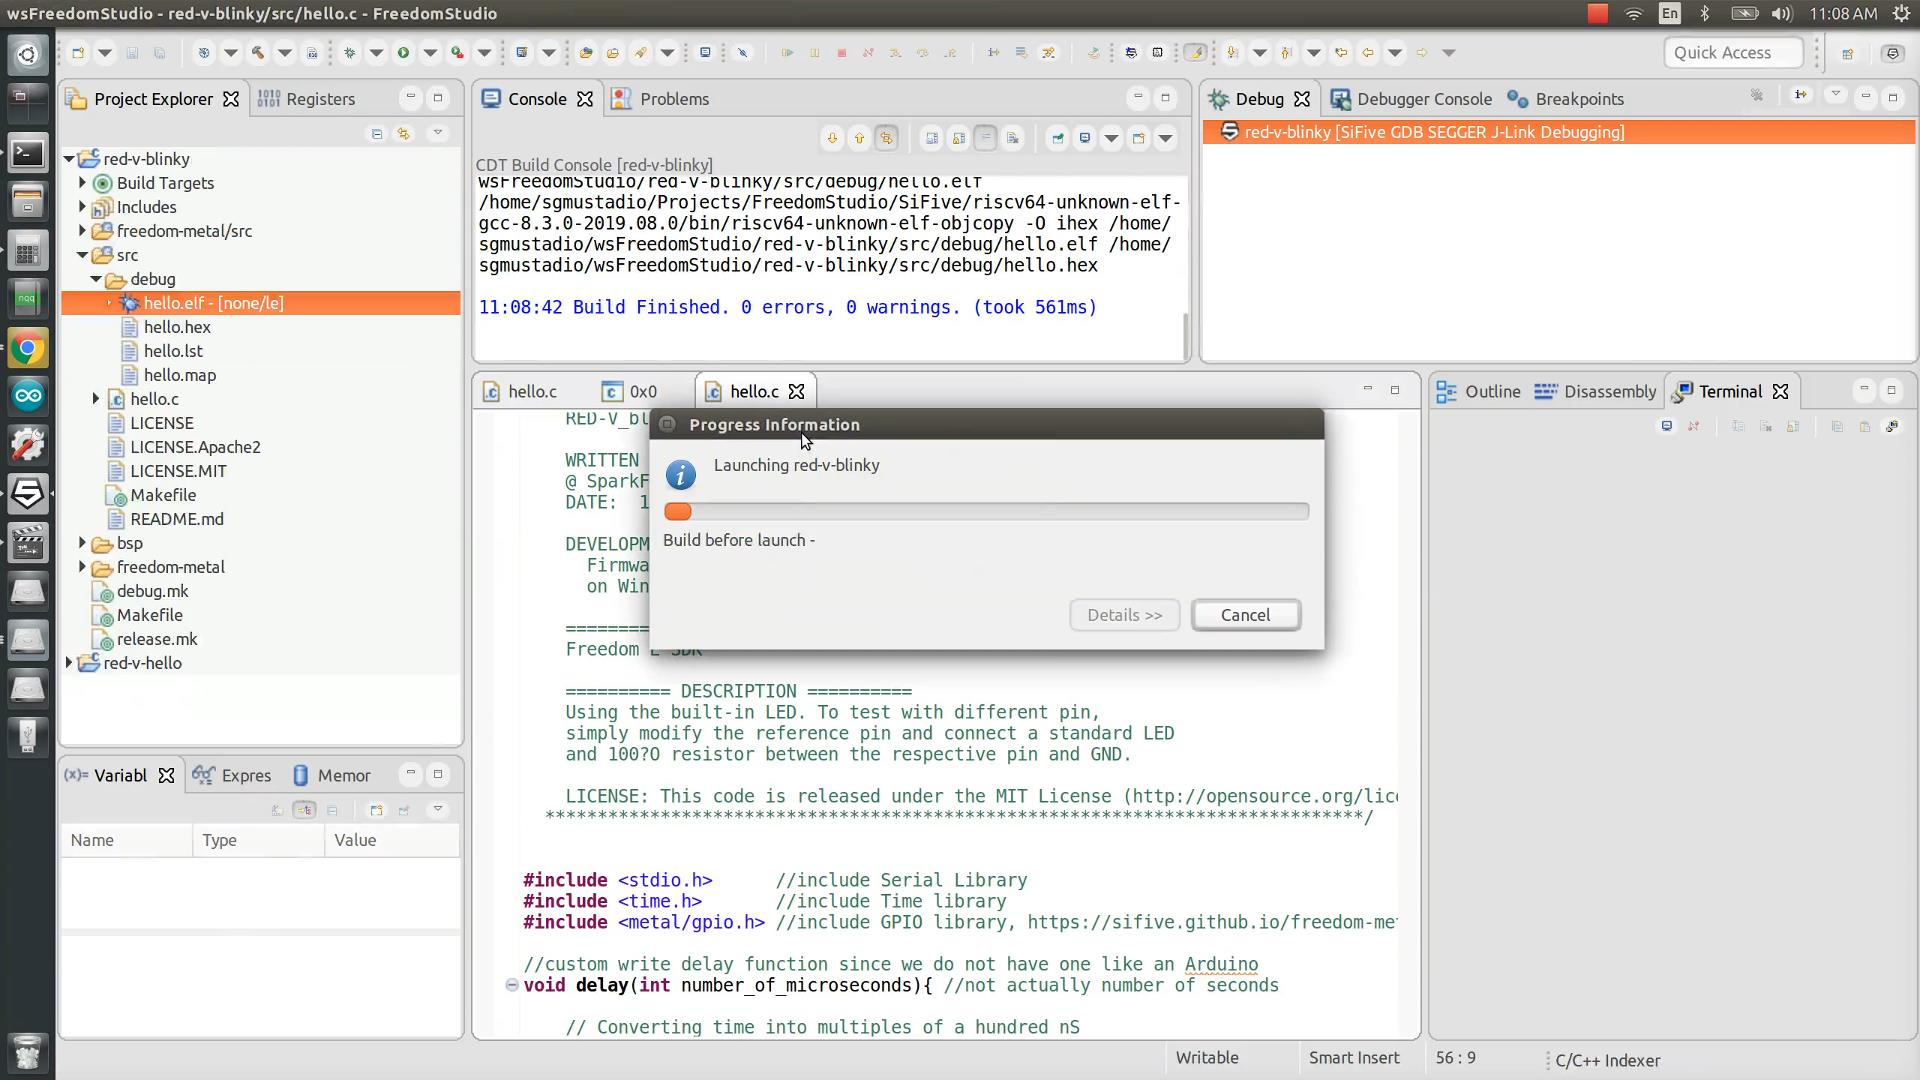 wsFreedomStudio - red-v-blinky/src/hello.c - FreedomStudio
En
11:08 AM
Quick Access
Project Explorer
Registers
Console
Problems
Debug
Debugger Console
Breakpoints
red-v-blinky [SiFive GDB SEGGER J-Link Debugging]
red-v-blinky
Build Targets
Includes
freedom-metal/src
src
debug
hello.elf - [none/le]
hello.hex
hello.lst
hello.map
hello.c
LICENSE
LICENSE.Apache2
LICENSE.MIT
Makefile
README.md
bsp
freedom-metal
debug.mk
Makefile
release.mk
red-v-hello
CDT Build Console [red-v-blinky]
wsFreedomStudio/red-v-blinky/src/debug/hello.elf
/home/sgmustadio/Projects/FreedomStudio/SiFive/riscv64-unknown-elf-
gcc-8.3.0-2019.08.0/bin/riscv64-unknown-elf-objcopy -O ihex /home/
sgmustadio/wsFreedomStudio/red-v-blinky/src/debug/hello.elf /home/
sgmustadio/wsFreedomStudio/red-v-blinky/src/debug/hello.hex
11:08:42 Build Finished. 0 errors, 0 warnings. (took 561ms)
hello.c
0x0
hello.c
Outline
Disassembly
Terminal
Progress Information
Launching red-v-blinky
Build before launch -
Details >>
Cancel
RED-V_bl
WRITTEN
@ SparkF
DATE: 1
DEVELOPM
Firmwa
on Win
==========
Freedom E SDK
========== DESCRIPTION ==========
Using the built-in LED. To test with different pin,
simply modify the reference pin and connect a standard LED
and 100?O resistor between the respective pin and GND.
LICENSE: This code is released under the MIT License (http://opensource.org/lice
******************************************************************************/
#include <stdio.h> //include Serial Library
#include <time.h> //include Time library
#include <metal/gpio.h> //include GPIO library, https://sifive.github.io/freedom-me
//custom write delay function since we do not have one like an Arduino
void delay(int number_of_microseconds){ //not actually number of seconds
// Converting time into multiples of a hundred nS
Variabl
Expres
Memor
Name
Type
Value
Writable
Smart Insert
56 : 9
C/C++ Indexer